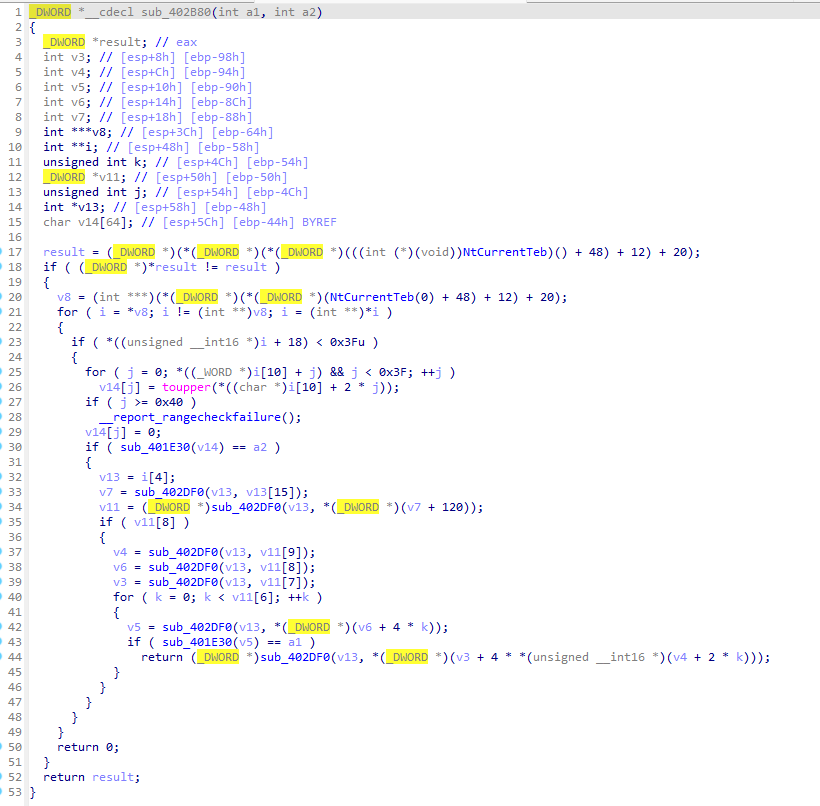 1 _DWORD *__cdecl sub_402B80(int a1, int a2)
2 {
3 _DWORD *result; // eax
4 int v3; // [esp+8h] [ebp-98h]
5 int v4; // [esp+Ch] [ebp-94h]
6 int v5; // [esp+10h] [ebp-90h]
7 int v6; // [esp+14h] [ebp-8Ch]
8 int v7; // [esp+18h] [ebp-88h]
9 int ***v8; // [esp+3Ch] [ebp-64h]
10 int **i; // [esp+48h] [ebp-58h]
11 unsigned int k; // [esp+4Ch] [ebp-54h]
12 _DWORD *v11; // [esp+50h] [ebp-50h]
13 unsigned int j; // [esp+54h] [ebp-4Ch]
14 int *v13; // [esp+58h] [ebp-48h]
15 char v14[64]; // [esp+5Ch] [ebp-44h] BYREF
16
17 result = (_DWORD *)(*(_DWORD *)(*(_DWORD *)(((int (*)(void))NtCurrentTeb)() + 48) + 12) + 20);
18 if ( (_DWORD *)*result != result )
19 {
20 v8 = (int ***)(*(_DWORD *)(*(_DWORD *)(NtCurrentTeb(0) + 48) + 12) + 20);
21 for ( i = *v8; i != (int **)v8; i = (int **)*i )
22 {
23 if ( *((unsigned __int16 *)i + 18) < 0x3Fu )
24 {
25 for ( j = 0; *((_WORD *)i[10] + j) && j < 0x3F; ++j )
26 v14[j] = toupper(*((char *)i[10] + 2 * j));
27 if ( j >= 0x40 )
28 __report_rangecheckfailure();
29 v14[j] = 0;
30 if ( sub_401E30(v14) == a2 )
31 {
32 v13 = i[4];
33 v7 = sub_402DF0(v13, v13[15]);
34 v11 = (_DWORD *)sub_402DF0(v13, *(_DWORD *)(v7 + 120));
35 if ( v11[8] )
36 {
37 v4 = sub_402DF0(v13, v11[9]);
38 v6 = sub_402DF0(v13, v11[8]);
39 v3 = sub_402DF0(v13, v11[7]);
40 for ( k = 0; k < v11[6]; ++k )
41 {
42 v5 = sub_402DF0(v13, *(_DWORD *)(v6 + 4 * k));
43 if ( sub_401E30(v5) == a1 )
44 return (_DWORD *)sub_402DF0(v13, *(_DWORD *)(v3 + 4 * *(unsigned __int16 *)(v4 + 2 * k)));
45 }
46 }
47 }
48 }
49 }
50 return 0;
51 }
52 return result;
53 }